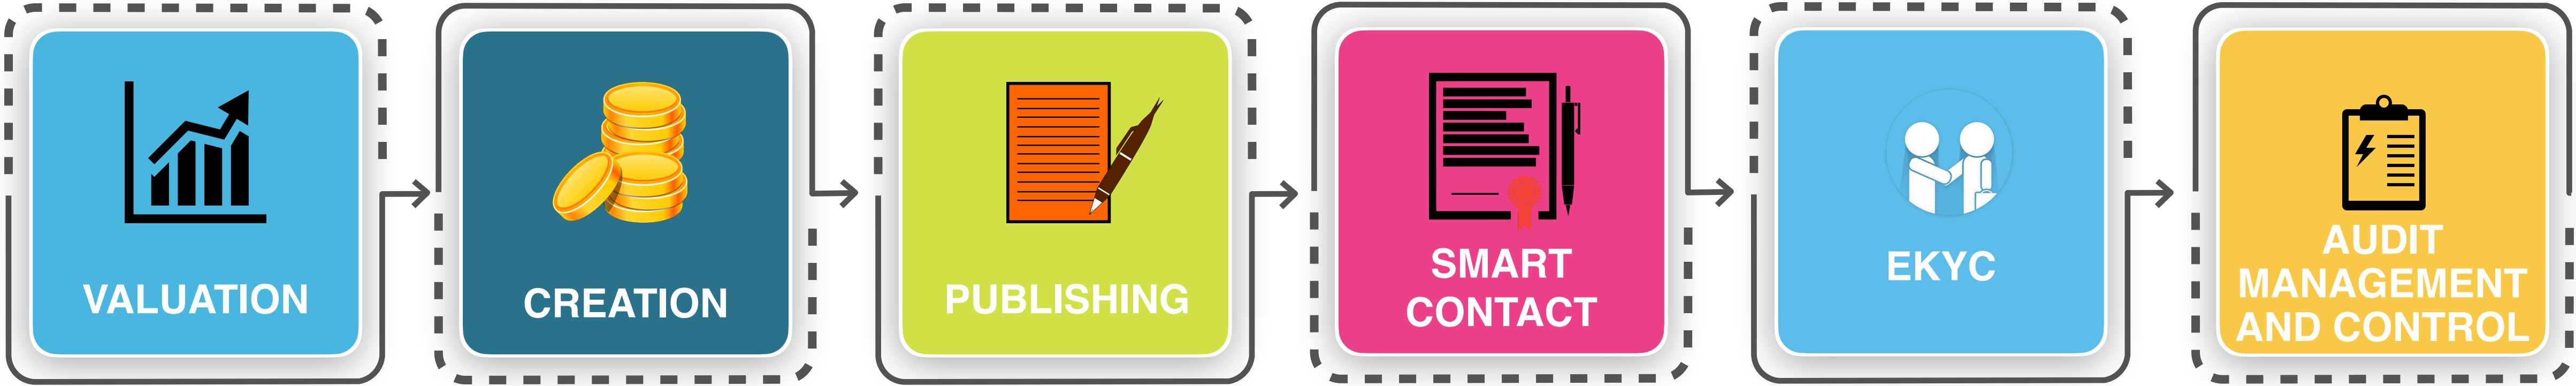 VALUATION
CREATION
PUBLISHING
SMART
CONTACT
EKYC
AUDIT
MANAGEMENT
AND CONTROL